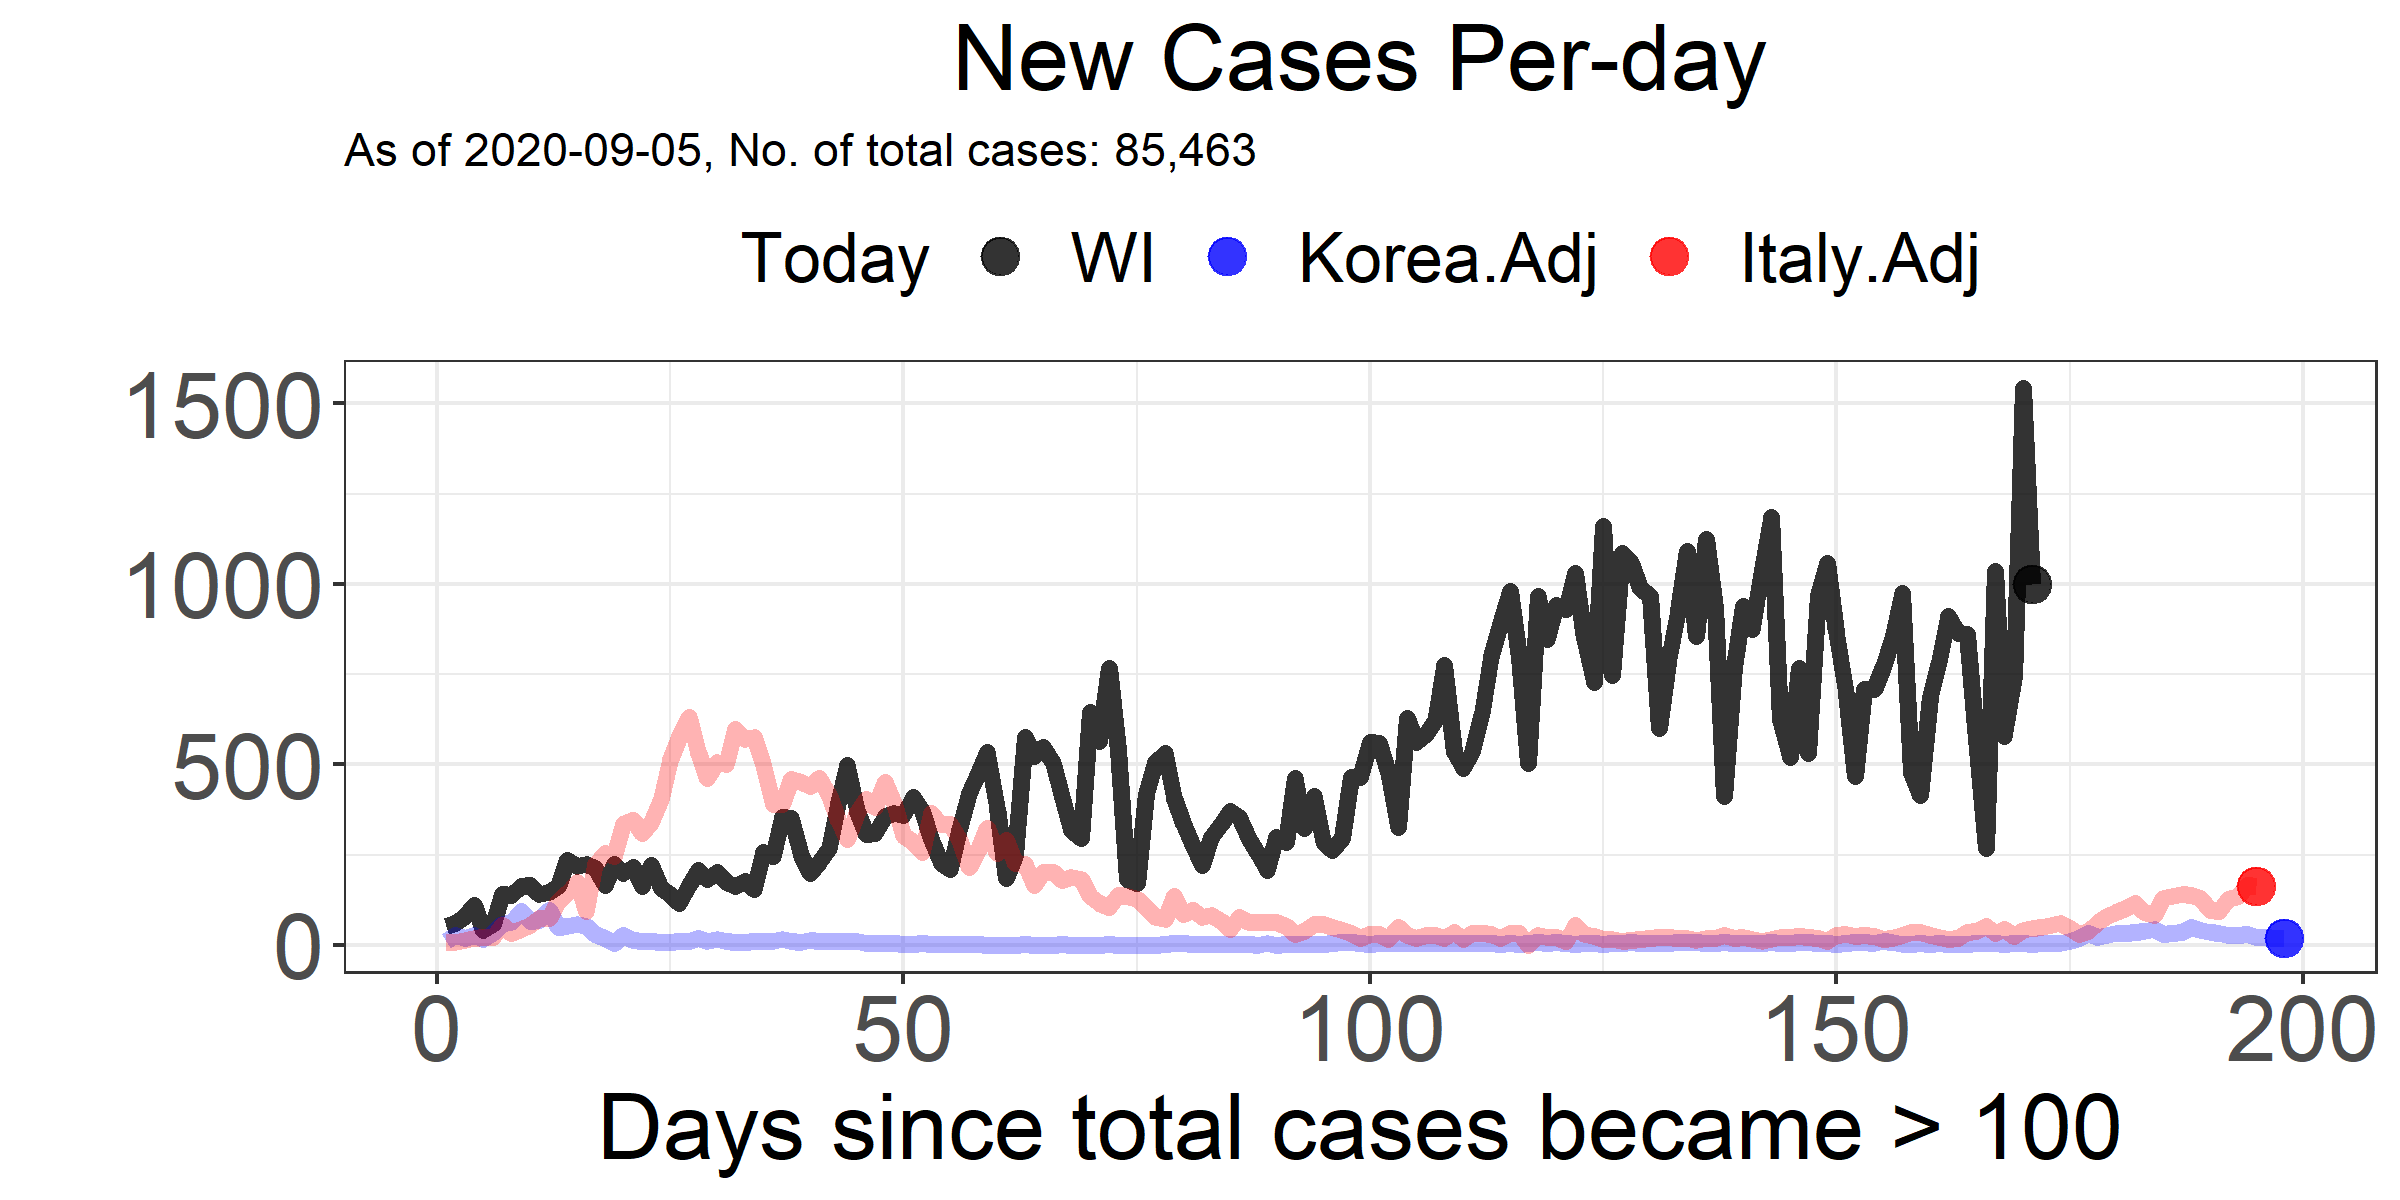 New Cases Per-day
As of 2020-09-05, No. of total cases: 85,463
Today WI Korea.Adj Italy.Adj
1500
1000
500
0
0 50 100 150 200
Days since total cases became > 100